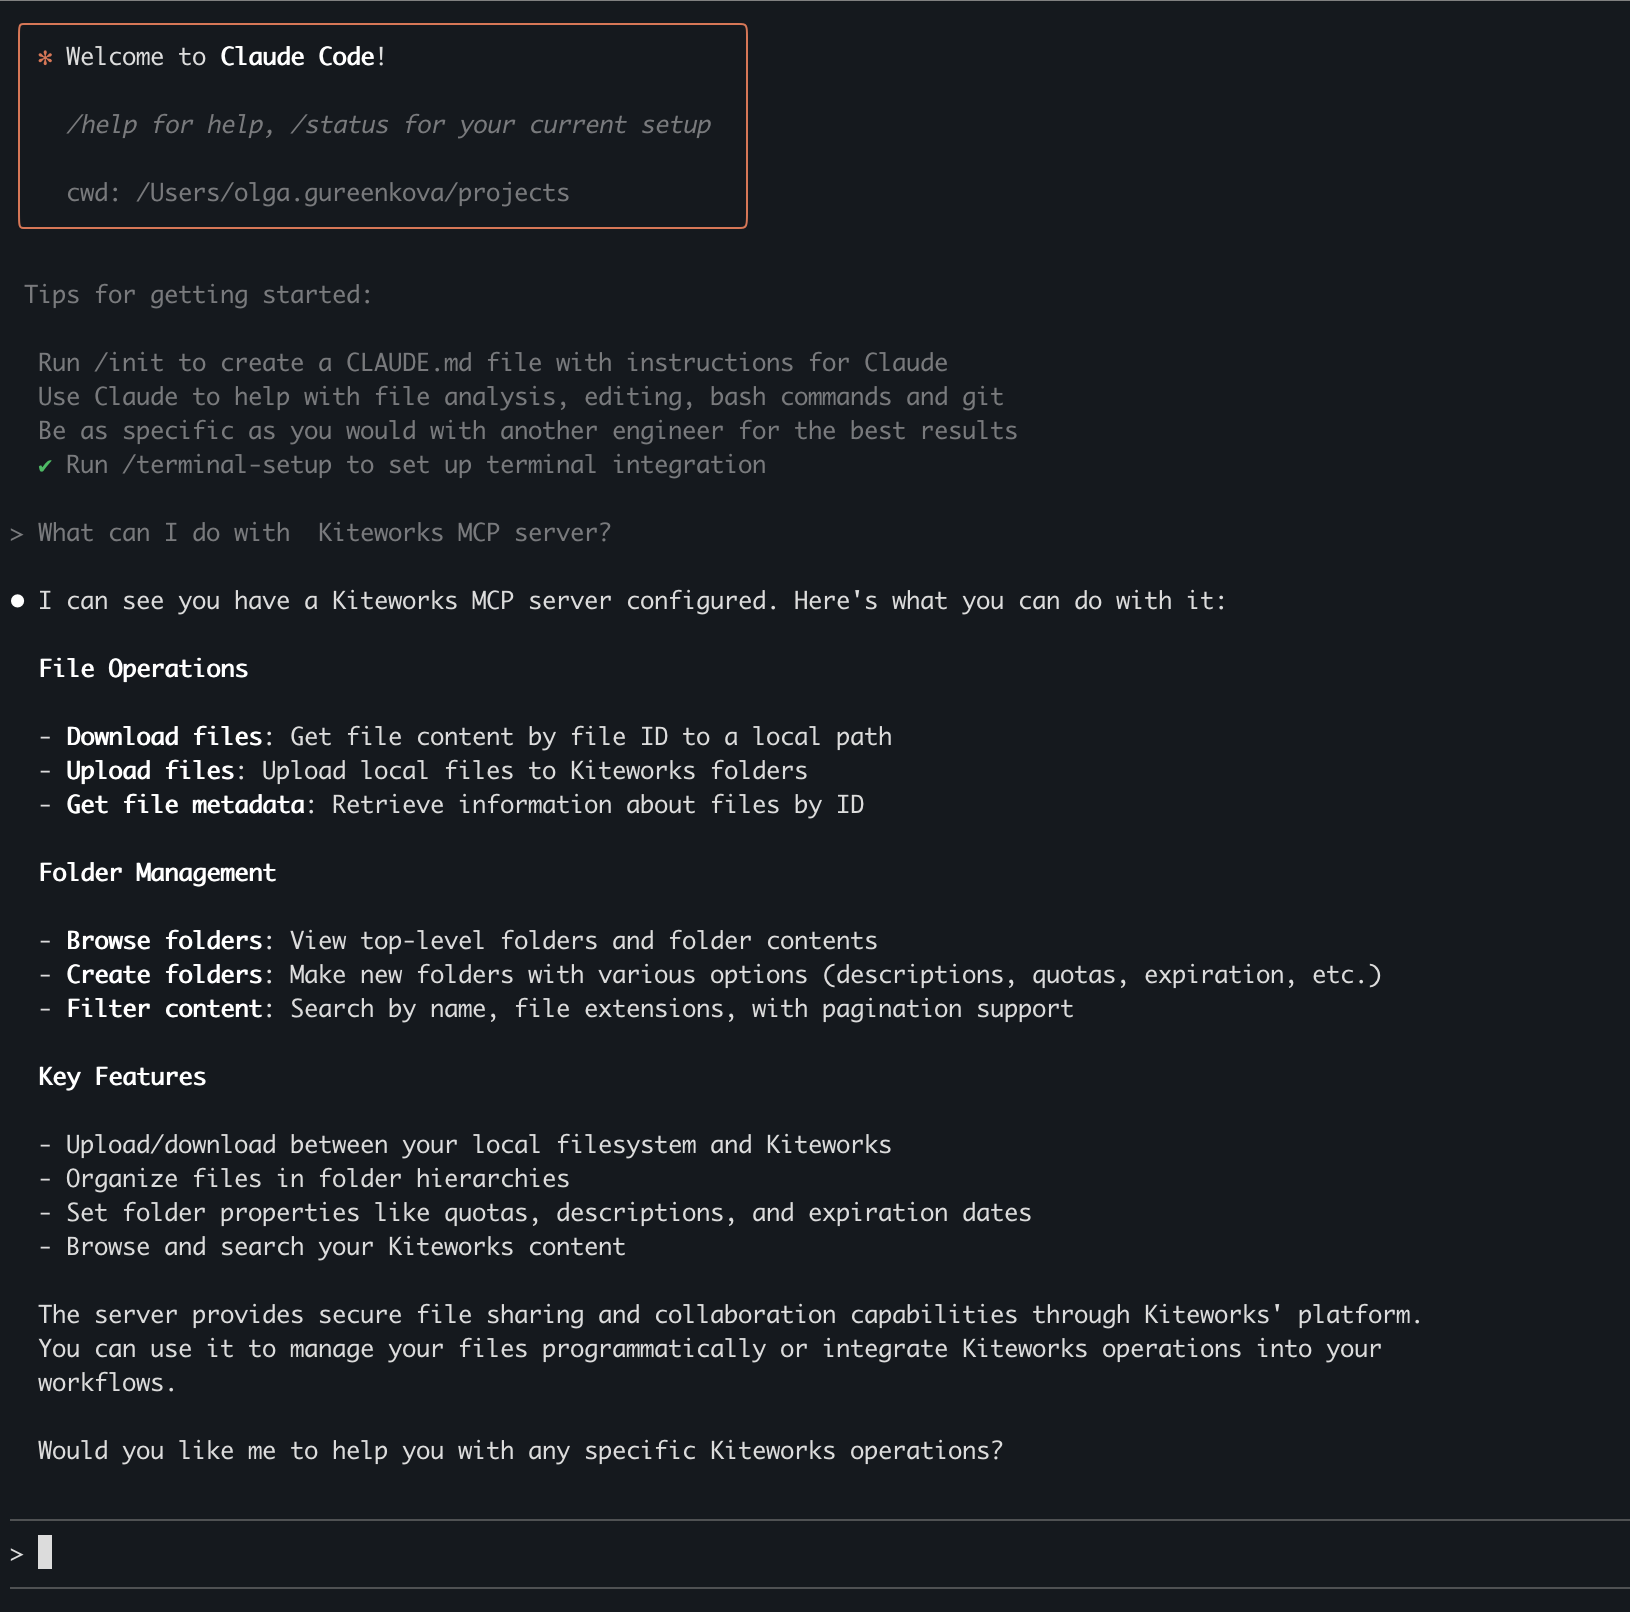 ✻ Welcome to Claude Code!
/help for help, /status for your current setup
cwd: /Users/olga.gureenkova/projects
Tips for getting started:
Run /init to create a CLAUDE.md file with instructions for Claude
Use Claude to help with file analysis, editing, bash commands and git
Be as specific as you would with another engineer for the best results
✔ Run /terminal-setup to set up terminal integration
> What can I do with  Kiteworks MCP server?
● I can see you have a Kiteworks MCP server configured. Here's what you can do with it:
File Operations
- Download files: Get file content by file ID to a local path
- Upload files: Upload local files to Kiteworks folders
- Get file metadata: Retrieve information about files by ID
Folder Management
- Browse folders: View top-level folders and folder contents
- Create folders: Make new folders with various options (descriptions, quotas, expiration, etc.)
- Filter content: Search by name, file extensions, with pagination support
Key Features
- Upload/download between your local filesystem and Kiteworks
- Organize files in folder hierarchies
- Set folder properties like quotas, descriptions, and expiration dates
- Browse and search your Kiteworks content
The server provides secure file sharing and collaboration capabilities through Kiteworks' platform.
You can use it to manage your files programmatically or integrate Kiteworks operations into your
workflows.
Would you like me to help you with any specific Kiteworks operations?
>